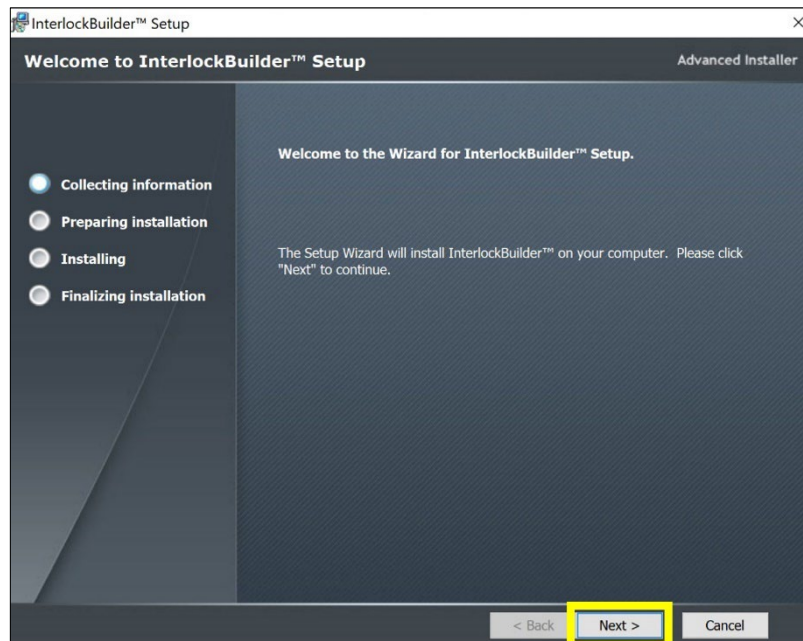 InterlockBuilder™ Setup
Welcome to InterlockBuilder™ Setup
Advanced Installer
Welcome to the Wizard for InterlockBuilder™ Setup.
Collecting information
Preparing installation
Installing
Finalizing installation
The Setup Wizard will install InterlockBuilder™ on your computer. Please click
"Next" to continue.
< Back
Next >
Cancel